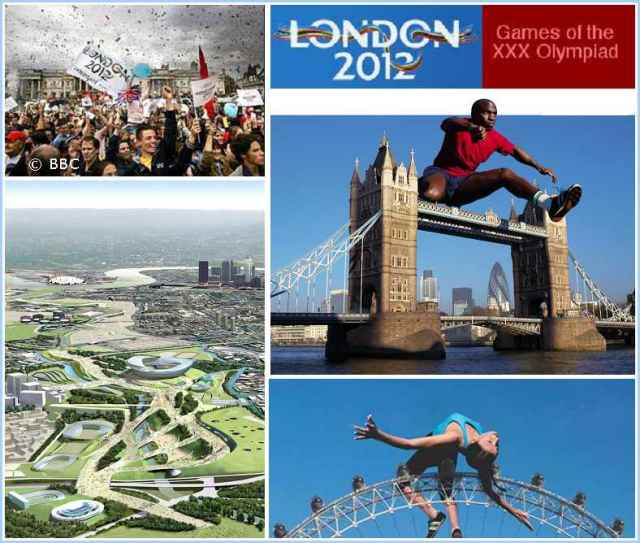 LONDON
2012
Games of the
XXX Olympiad
LONDON
2012
© BBC